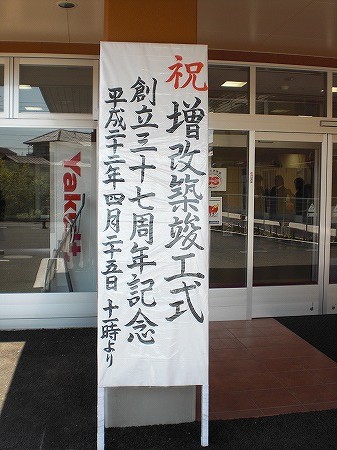 祝 増改築竣工式
創立三十七周年記念
平成二十二年四月二十五日 十一時より
Yakult